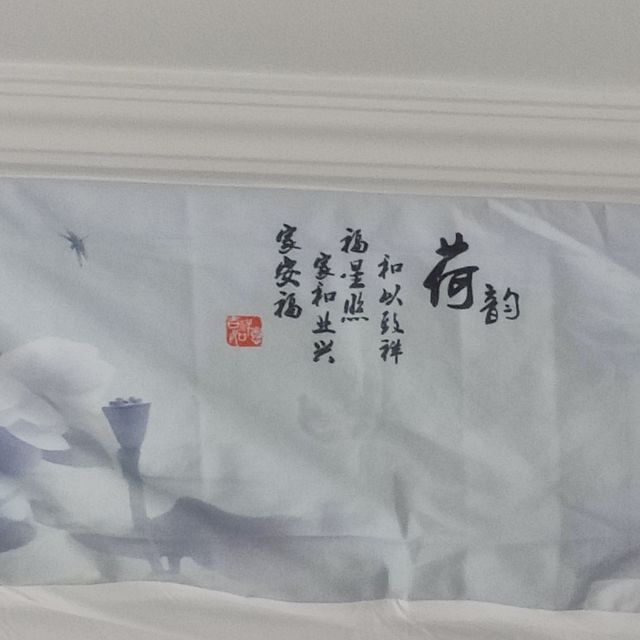 荷韵
和以致祥
福星照
家和业兴
家安福